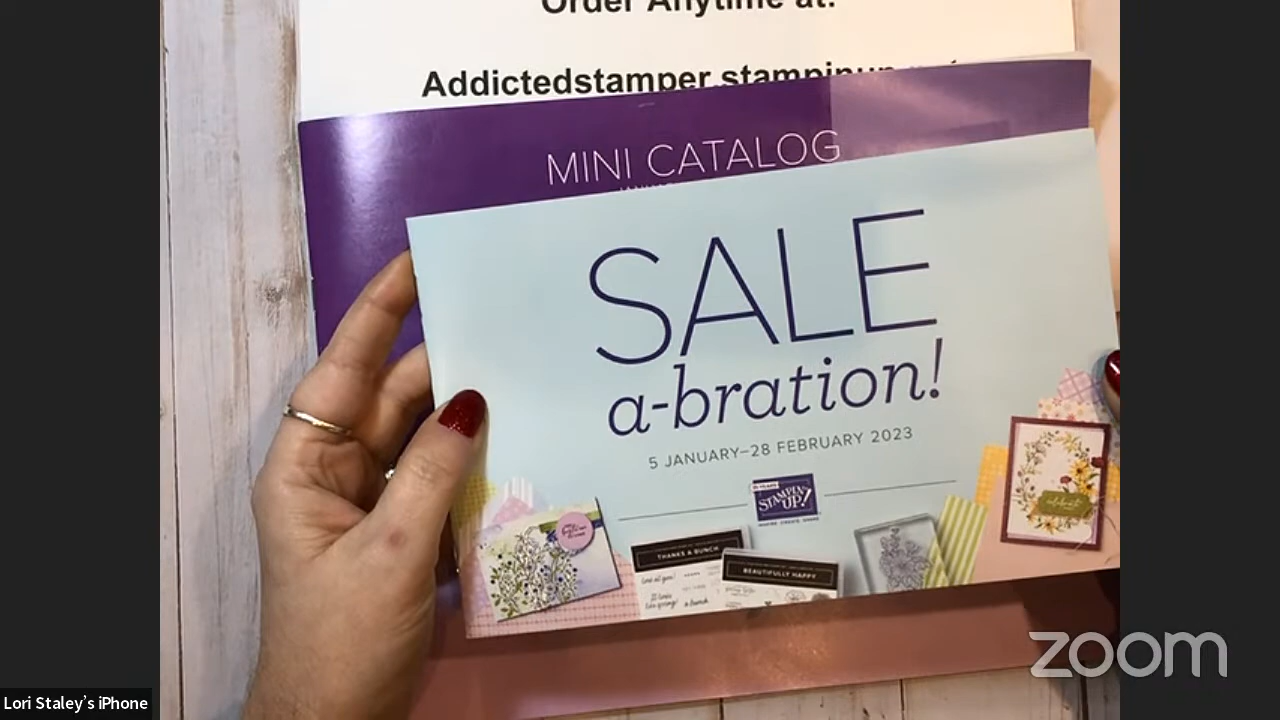 Order Anytime at:
Addictedstamper.stampinup.
MINI CATALOG
SALE
a-bration!
5 JANUARY–28 FEBRUARY 2023
STAMPIN' UP!
THANKS A BUNCH
BEAUTIFULLY HAPPY
celebrate
zoom
Lori Staley's iPhone